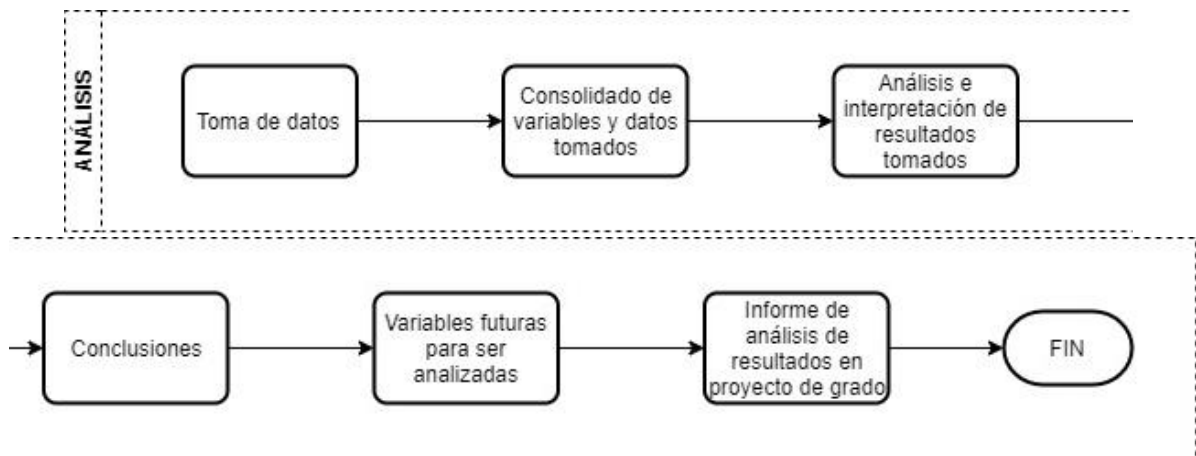 ANÁLISIS
Toma de datos
Consolidado de
variables y datos
tomados
Análisis e
interpretación de
resultados
tomados
Conclusiones
Variables futuras
para ser
analizadas
Informe de
análisis de
resultados en
proyecto de grado
FIN